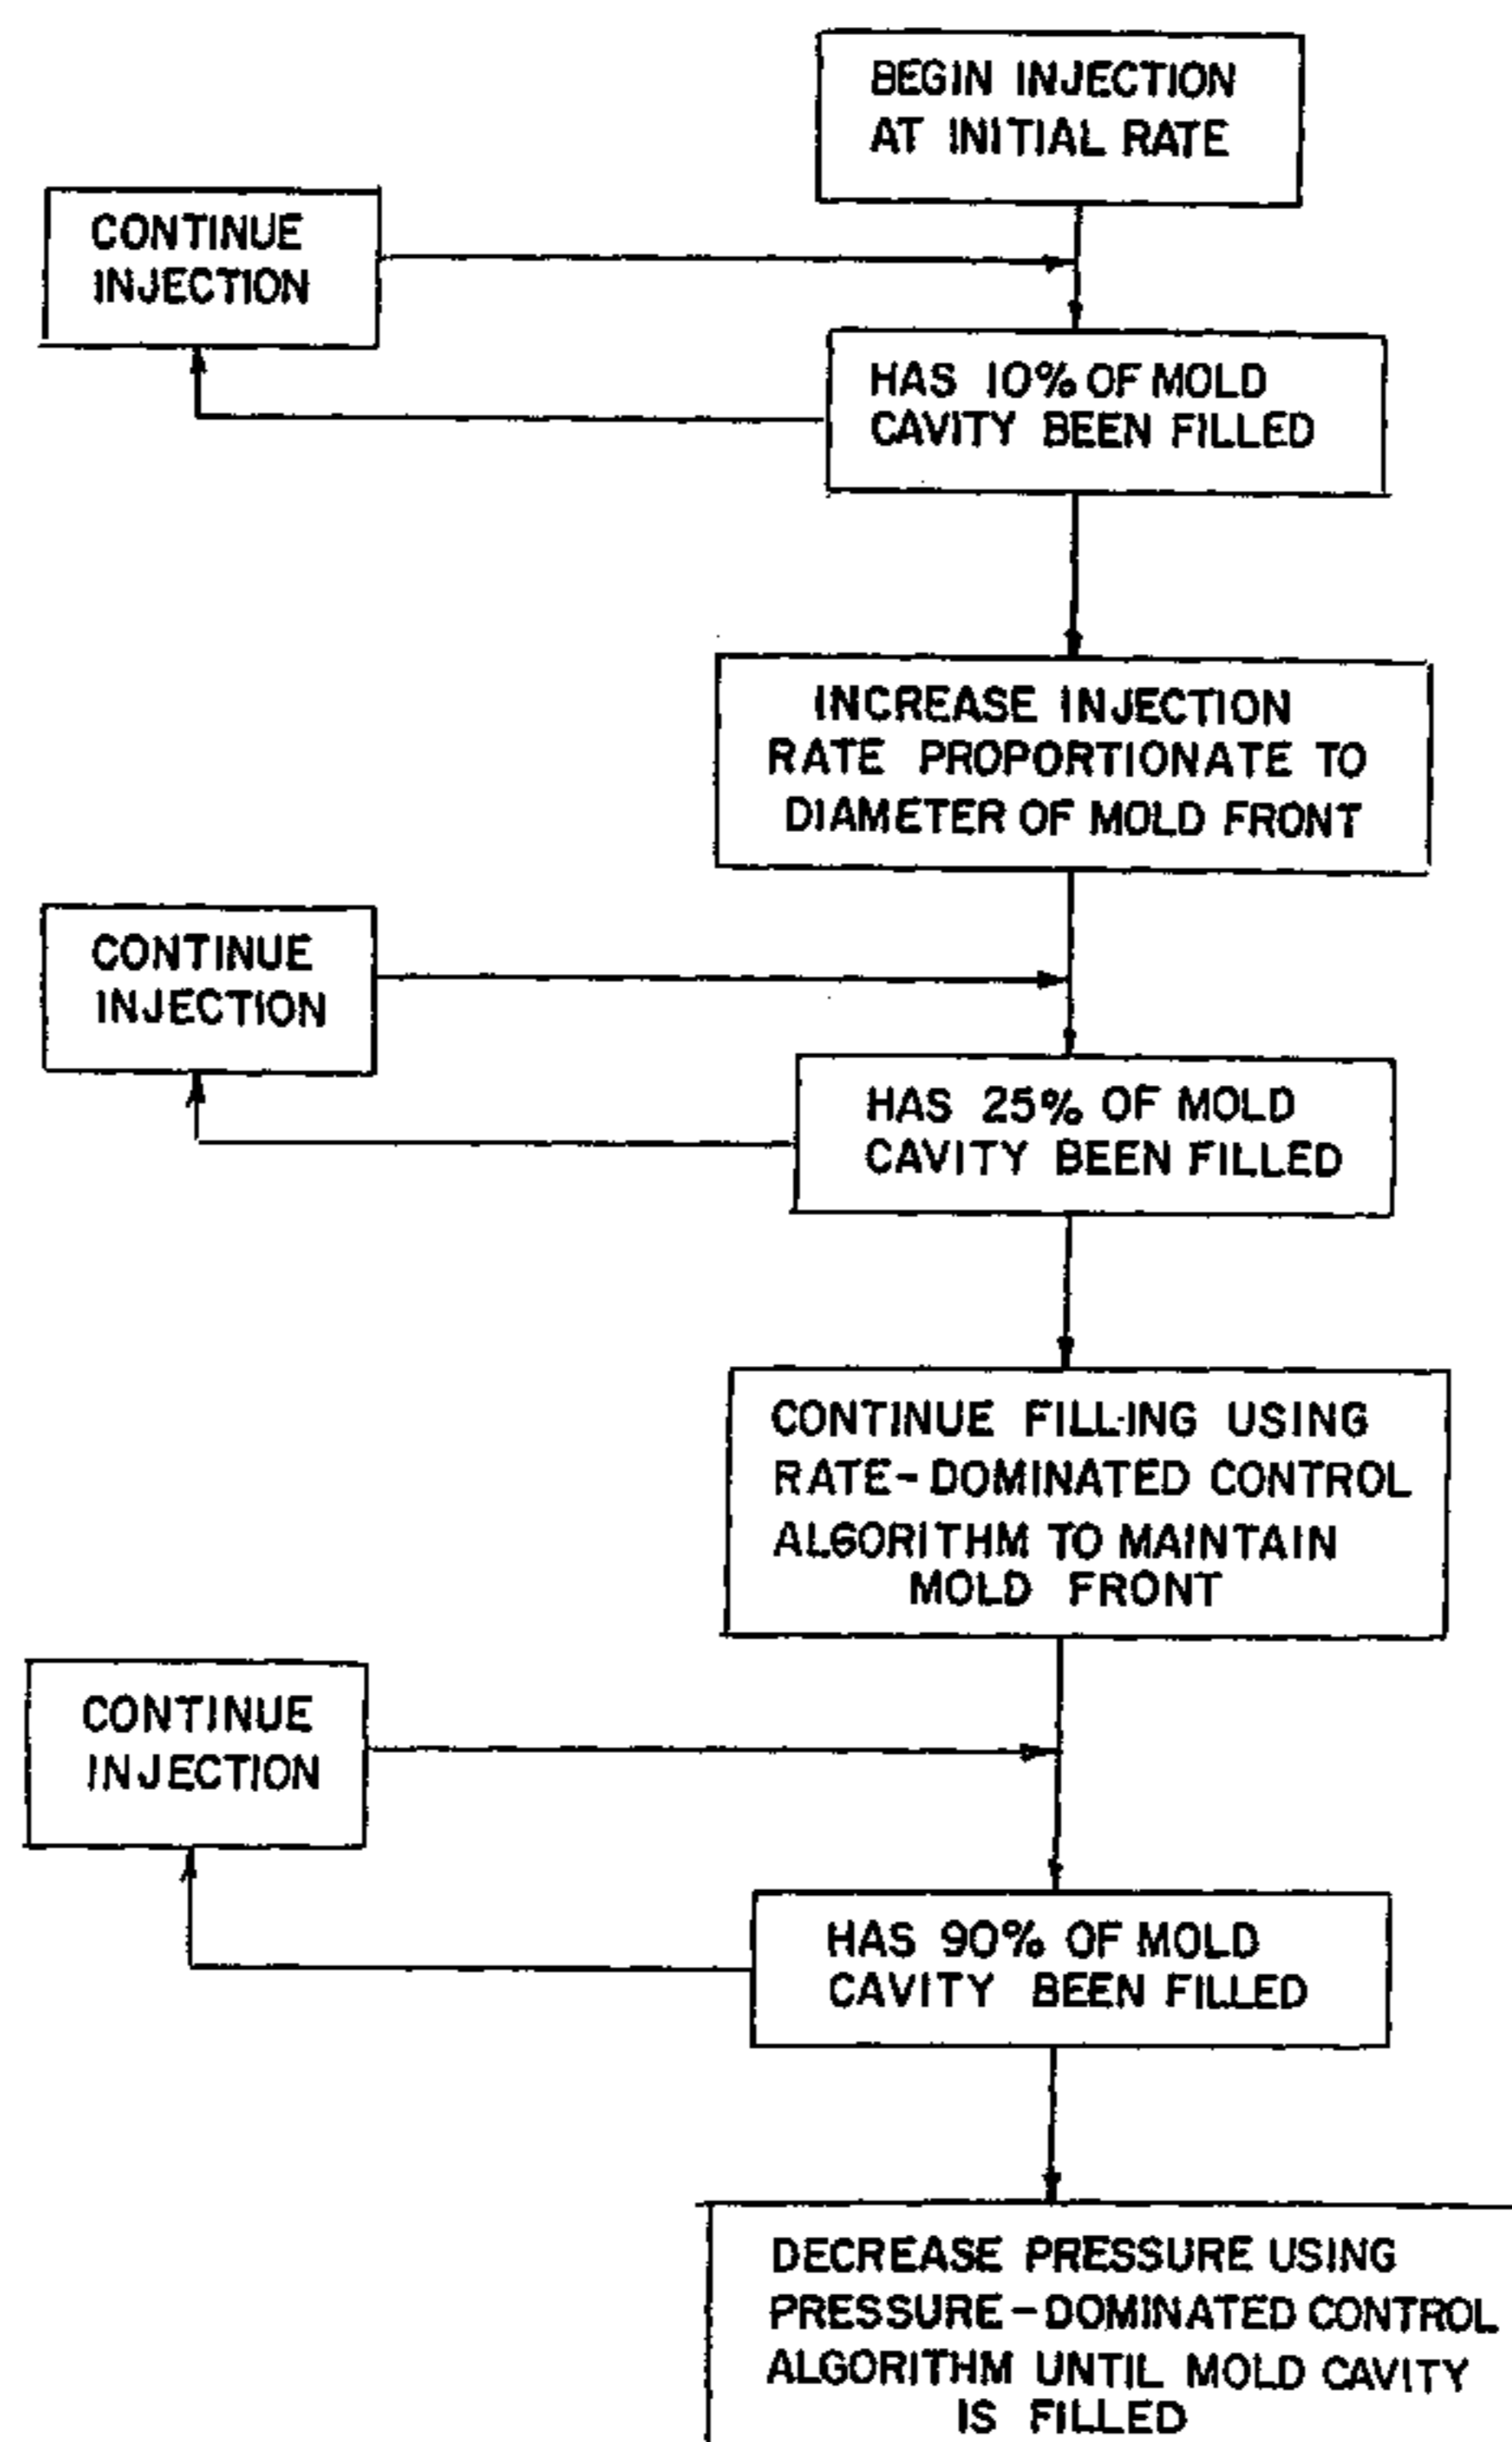 BEGIN INJECTION
AT INITIAL RATE
CONTINUE
INJECTION
HAS 10% OF MOLD
CAVITY BEEN FILLED
INCREASE INJECTION
RATE PROPORTIONATE TO
DIAMETER OF MOLD FRONT
CONTINUE
INJECTION
HAS 25% OF MOLD
CAVITY BEEN FILLED
CONTINUE FILL-ING USING
RATE-DOMINATED CONTROL
ALGORITHM TO MAINTAIN
MOLD FRONT
CONTINUE
INJECTION
HAS 90% OF MOLD
CAVITY BEEN FILLED
DECREASE PRESSURE USING
PRESSURE-DOMINATED CONTROL
ALGORITHM UNTIL MOLD CAVITY
IS FILLED